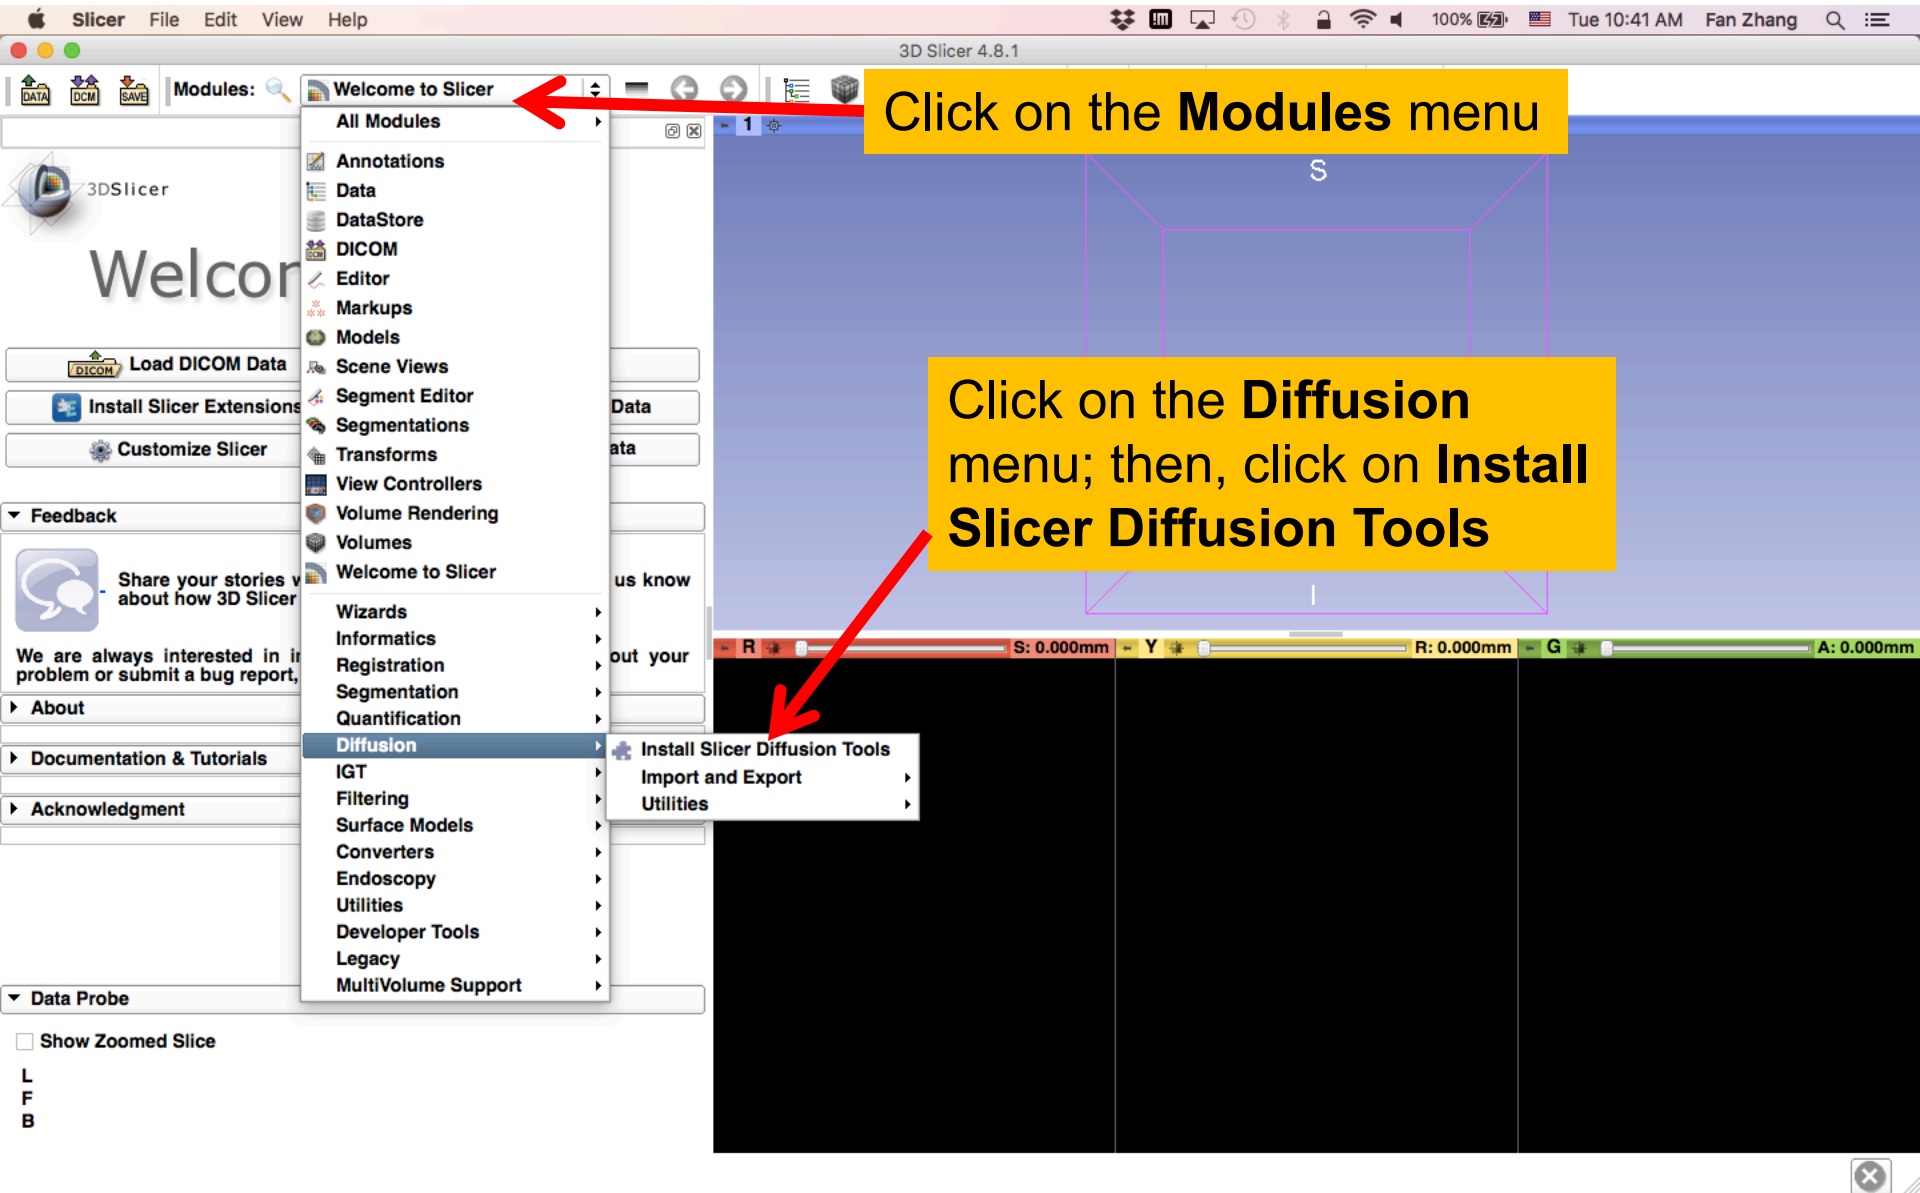 Slicer File Edit View Help 100% Tue 10:41 AM Fan Zhang
3D Slicer 4.8.1
DATA DCM SAVE Modules: Welcome to Slicer
Click on the Modules menu
All Modules
Annotations
Data
DataStore
DICOM
Editor
Markups
Models
Scene Views
Segment Editor
Segmentations
Transforms
View Controllers
Volume Rendering
Volumes
Welcome to Slicer
Wizards
Informatics
Registration
Segmentation
Quantification
Diffusion
IGT
Filtering
Surface Models
Converters
Endoscopy
Utilities
Developer Tools
Legacy
MultiVolume Support
Install Slicer Diffusion Tools
Import and Export
Utilities
3DSlicer
Welcor
DICOM Load DICOM Data
Install Slicer Extensions Data
Customize Slicer ata
Feedback
Share your stories w us know
about how 3D Slicer
We are always interested in i out your
problem or submit a bug report,
About
Documentation & Tutorials
Acknowledgment
Data Probe
Show Zoomed Slice
L
F
B
1
S
Click on the Diffusion
menu; then, click on Install
Slicer Diffusion Tools
I
R S: 0.000mm Y R: 0.000mm G A: 0.000mm